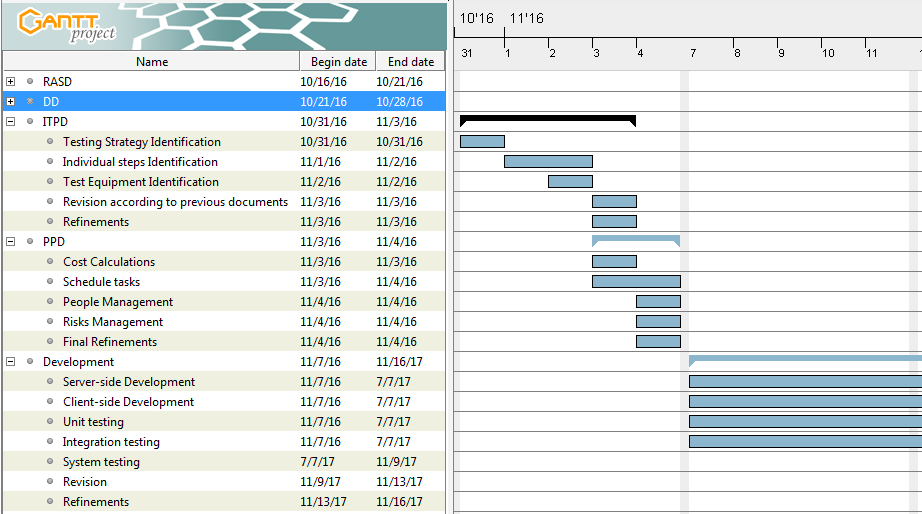 GANTT project
10'16 11'16
31 1 2 3 4 7 8 9 10 11
Name Begin date End date
RASD 10/16/16 10/21/16
DD 10/21/16 10/28/16
ITPD 10/31/16 11/3/16
Testing Strategy Identification 10/31/16 10/31/16
Individual steps Identification 11/1/16 11/2/16
Test Equipment Identification 11/2/16 11/2/16
Revision according to previous documents 11/3/16 11/3/16
Refinements 11/3/16 11/3/16
PPD 11/3/16 11/4/16
Cost Calculations 11/3/16 11/3/16
Schedule tasks 11/3/16 11/4/16
People Management 11/4/16 11/4/16
Risks Management 11/4/16 11/4/16
Final Refinements 11/4/16 11/4/16
Development 11/7/16 11/16/17
Server-side Development 11/7/16 7/7/17
Client-side Development 11/7/16 7/7/17
Unit testing 11/7/16 7/7/17
Integration testing 11/7/16 7/7/17
System testing 7/7/17 11/9/17
Revision 11/9/17 11/13/17
Refinements 11/13/17 11/16/17